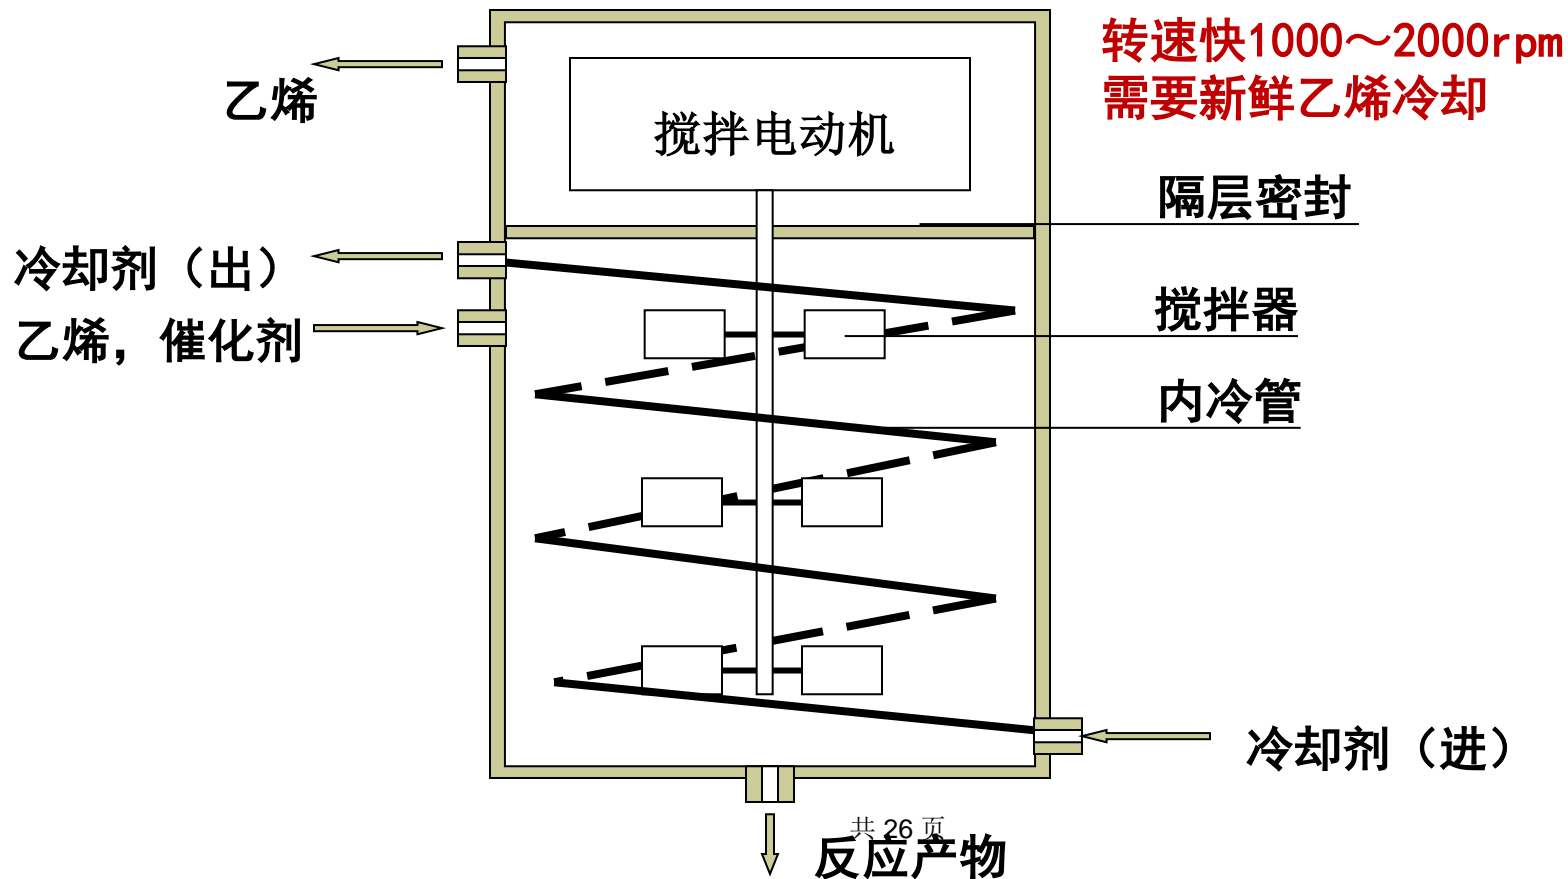 转速快1000～2000rpm
需要新鲜乙烯冷却
乙烯
搅拌电动机
隔层密封
冷却剂（出）
搅拌器
乙烯，催化剂
内冷管
冷却剂（进）
共 26 页
反应产物